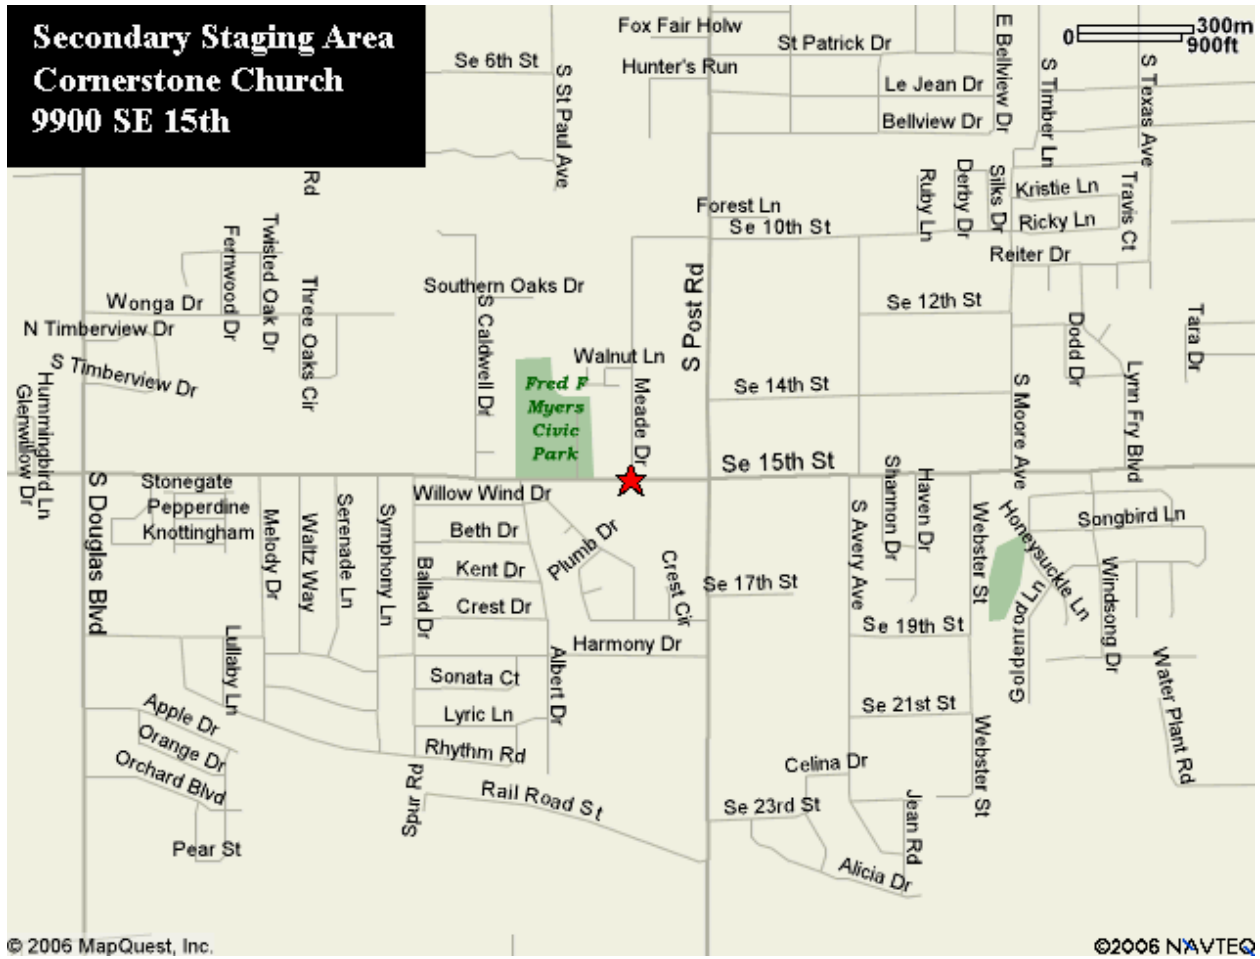 Secondary Staging Area
Cornerstone Church
9900 SE 15th
Fox Fair Holw
St Patrick Dr
E Bellview Dr
0
300m
900ft
Se 6th St
Hunter's Run
S St Paul Ave
Le Jean Dr
S Timber Ln
S Texas Ave
Bellview Dr
Rd
Forest Ln
Se 10th St
Ruby Ln
Derby Dr
Silks Dr
Kristie Ln
Ricky Ln
Travis Ct
Reiter Dr
Fernwood Dr
Twisted Oak Dr
Three Oaks Cir
Wonga Dr
N Timberview Dr
S Timberview Dr
Southern Oaks Dr
S Caldwell Dr
S Post Rd
Se 12th St
Dodd Dr
Tara Dr
Walnut Ln
Fred F
Myers
Civic
Park
Meade Dr
Se 14th St
S Moore Ave
Lynn Fry Blvd
Hummingbird Ln
Glenwillow Dr
Se 15th St
S Douglas Blvd
Stonegate
Pepperdine
Knottingham
Melody Dr
Waltz Way
Serenade Ln
Symphony Ln
Ballad Dr
Willow Wind Dr
Beth Dr
Kent Dr
Crest Dr
Plumb Dr
Crest Cir
Se 17th St
S Avery Ave
Shannon Dr
Haven Dr
Webster St
Honeysuckle Ln
Songbird Ln
Goldenrod Ln
Windsong Dr
Se 19th St
Harmony Dr
Lullaby Ln
Sonata Ct
Albert Dr
Lyric Ln
Rhythm Rd
Se 21st St
Webster St
Water Plant Rd
Apple Dr
Orange Dr
Orchard Blvd
Pear St
Spur Rd
Rail Road St
Celina Dr
Se 23rd St
Jean Rd
Alicia Dr
© 2006 MapQuest, Inc.
©2006 NAVTEQ